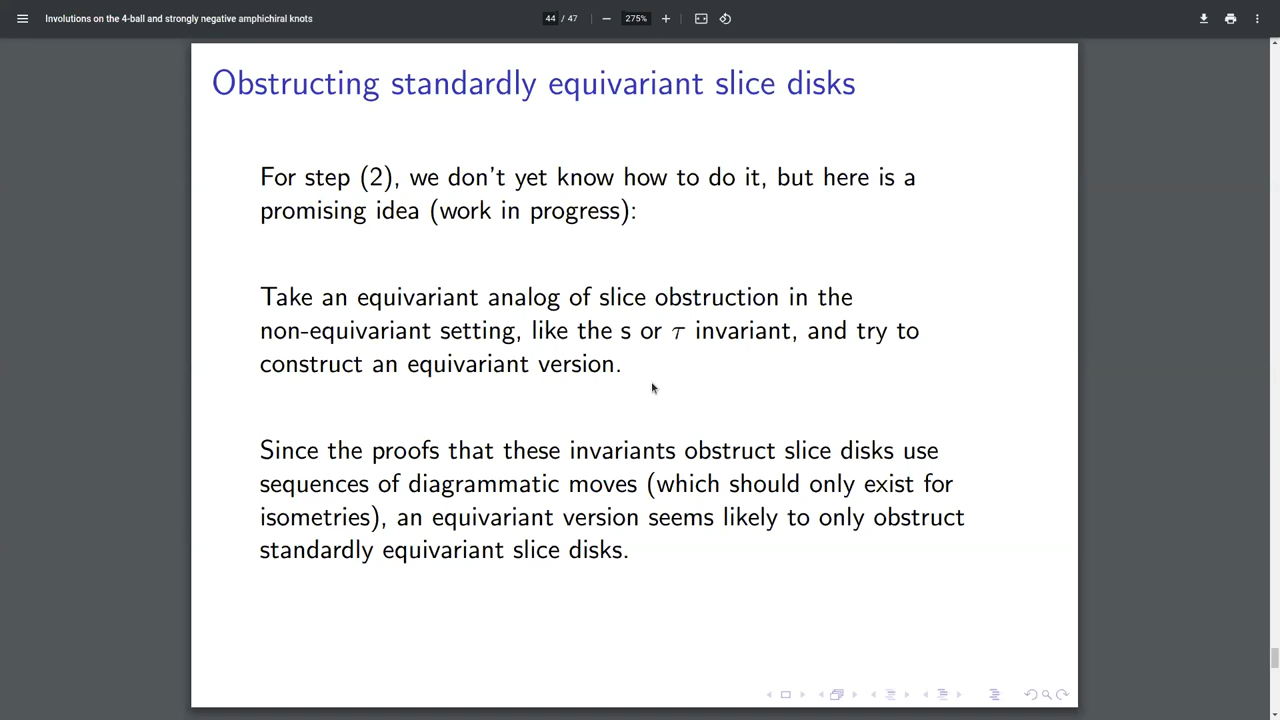 Involutions on the 4-ball and strongly negative amphichiral knots
44 / 47
275%
Obstructing standardly equivariant slice disks
For step (2), we don't yet know how to do it, but here is a
promising idea (work in progress):
Take an equivariant analog of slice obstruction in the
non-equivariant setting, like the s or τ invariant, and try to
construct an equivariant version.
Since the proofs that these invariants obstruct slice disks use
sequences of diagrammatic moves (which should only exist for
isometries), an equivariant version seems likely to only obstruct
standardly equivariant slice disks.